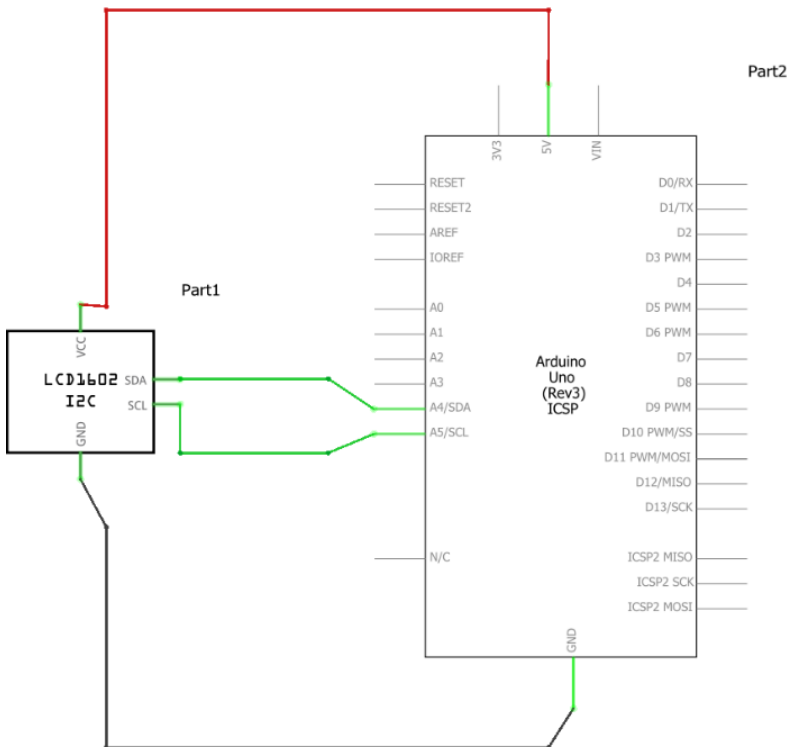 Part2
3V3
5V
VIN
RESET
RESET2
AREF
IOREF
A0
A1
A2
A3
A4/SDA
A5/SCL
N/C
D0/RX
D1/TX
D2
D3 PWM
D4
D5 PWM
D6 PWM
D7
D8
D9 PWM
D10 PWM/SS
D11 PWM/MOSI
D12/MISO
D13/SCK
ICSP2 MISO
ICSP2 SCK
ICSP2 MOSI
Arduino
Uno
(Rev3)
ICSP
GND
Part1
VCC
LCD1602
I2C
SDA
SCL
GND